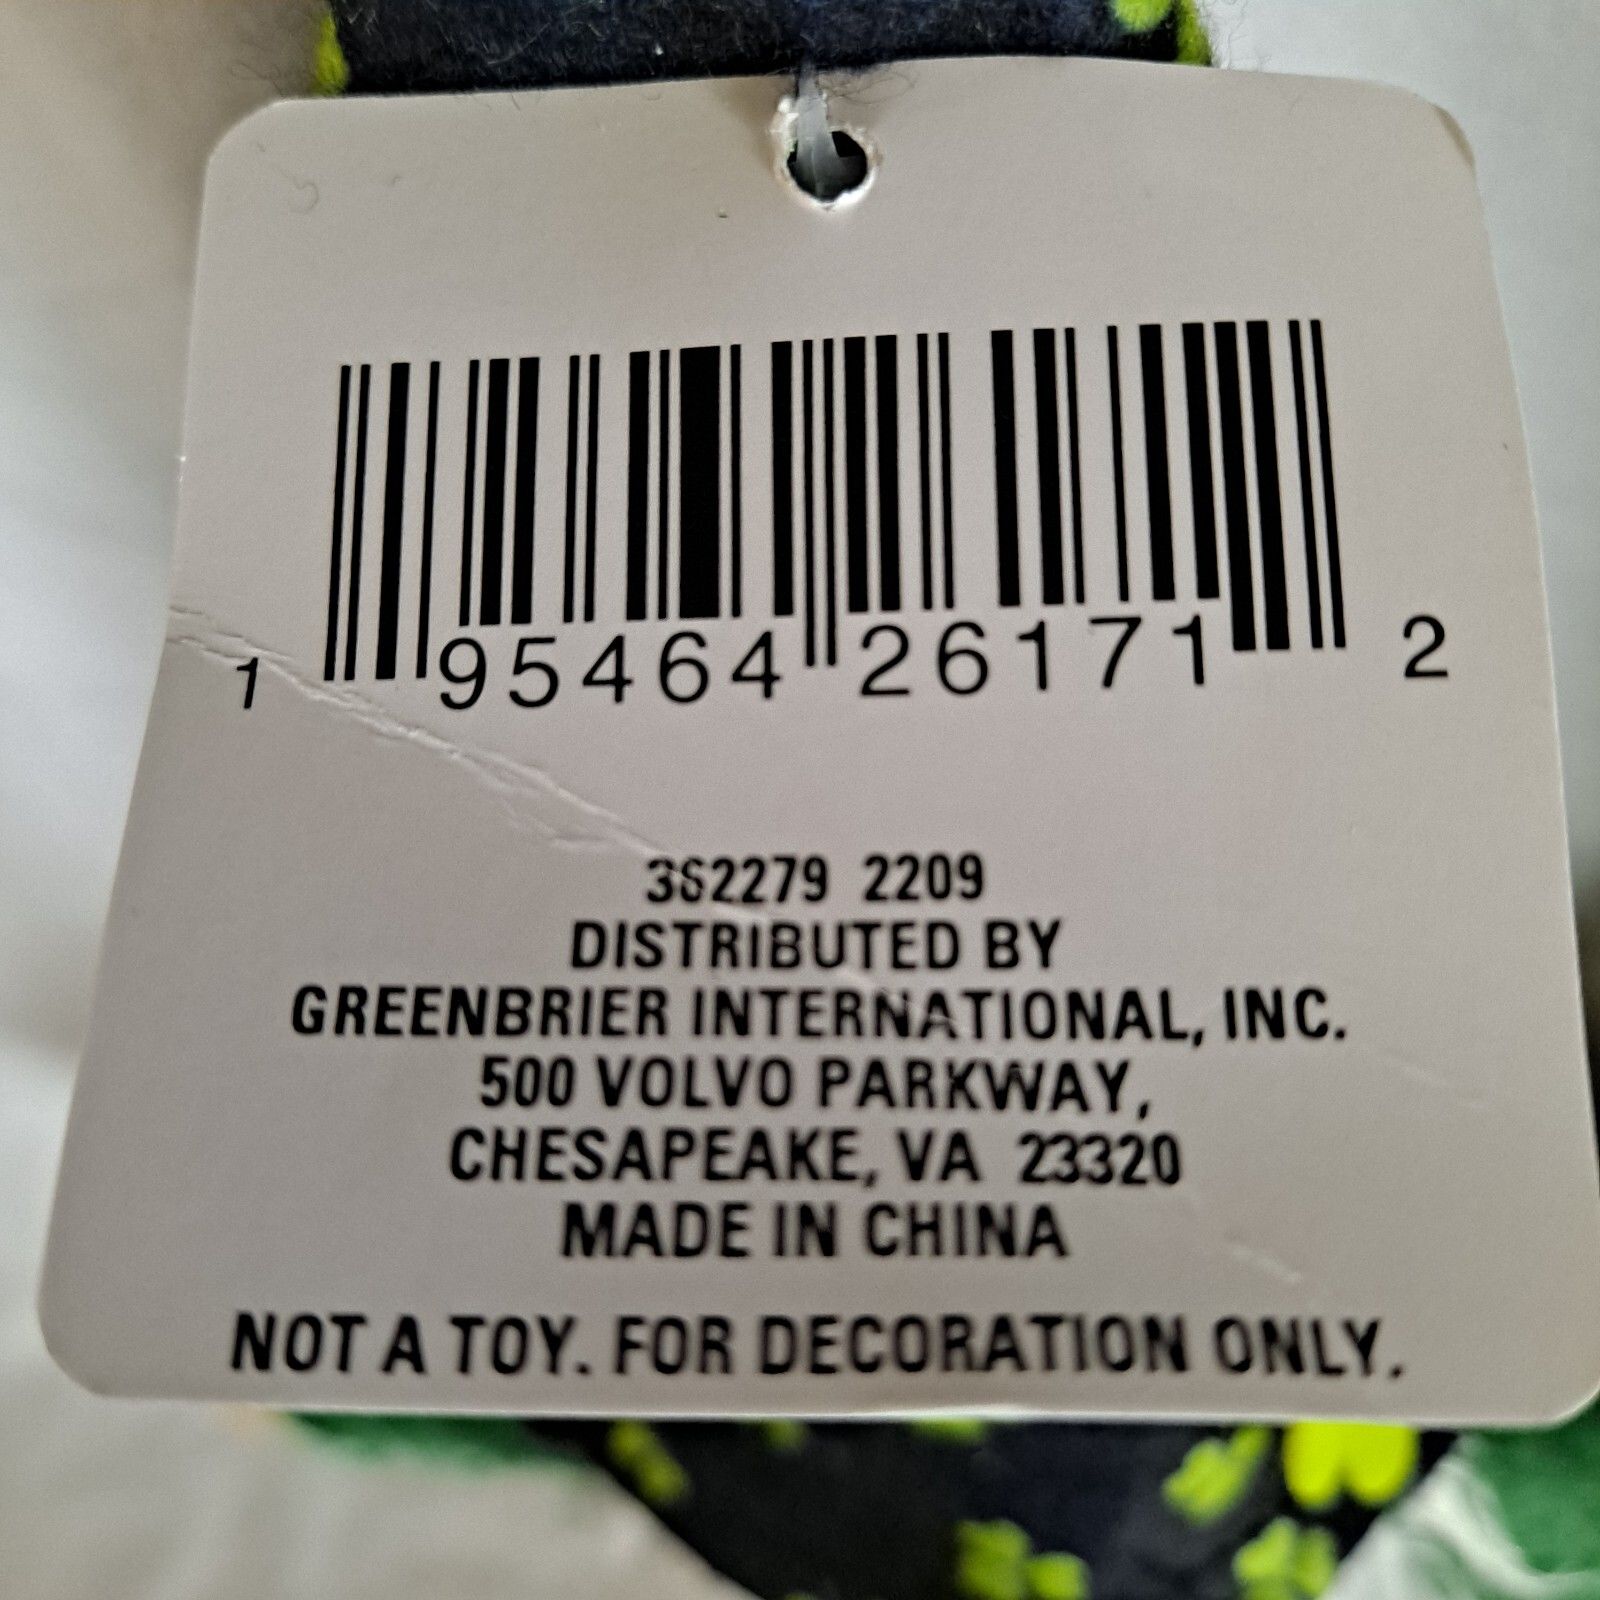 1 95464 26171 2
362279 2209
DISTRIBUTED BY
GREENBRIER INTERNATIONAL, INC.
500 VOLVO PARKWAY,
CHESAPEAKE, VA 23320
MADE IN CHINA
NOT A TOY. FOR DECORATION ONLY.